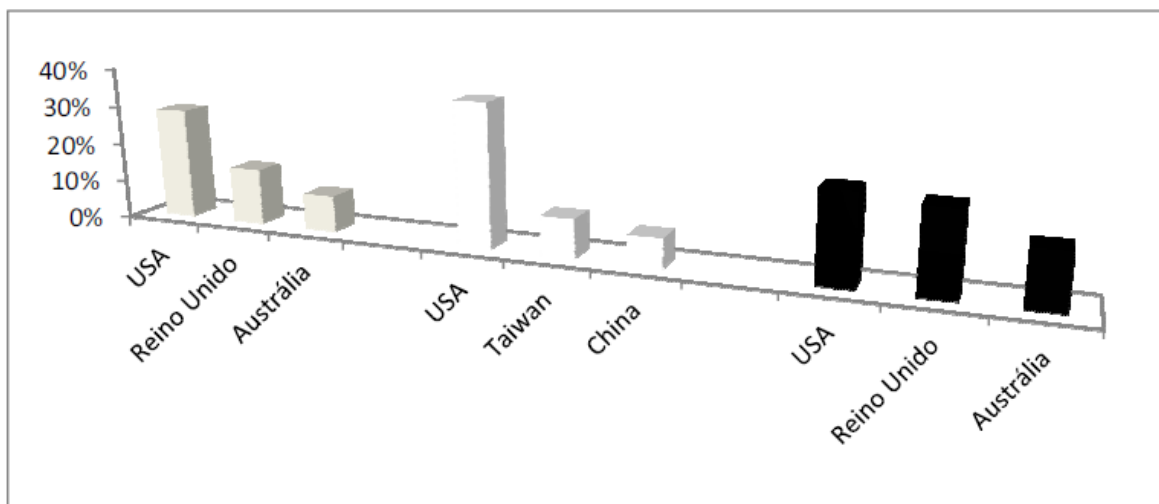 40%
30%
20%
10%
0%
USA
Reino Unido
Austrália
USA
Taiwan
China
USA
Reino Unido
Austrália